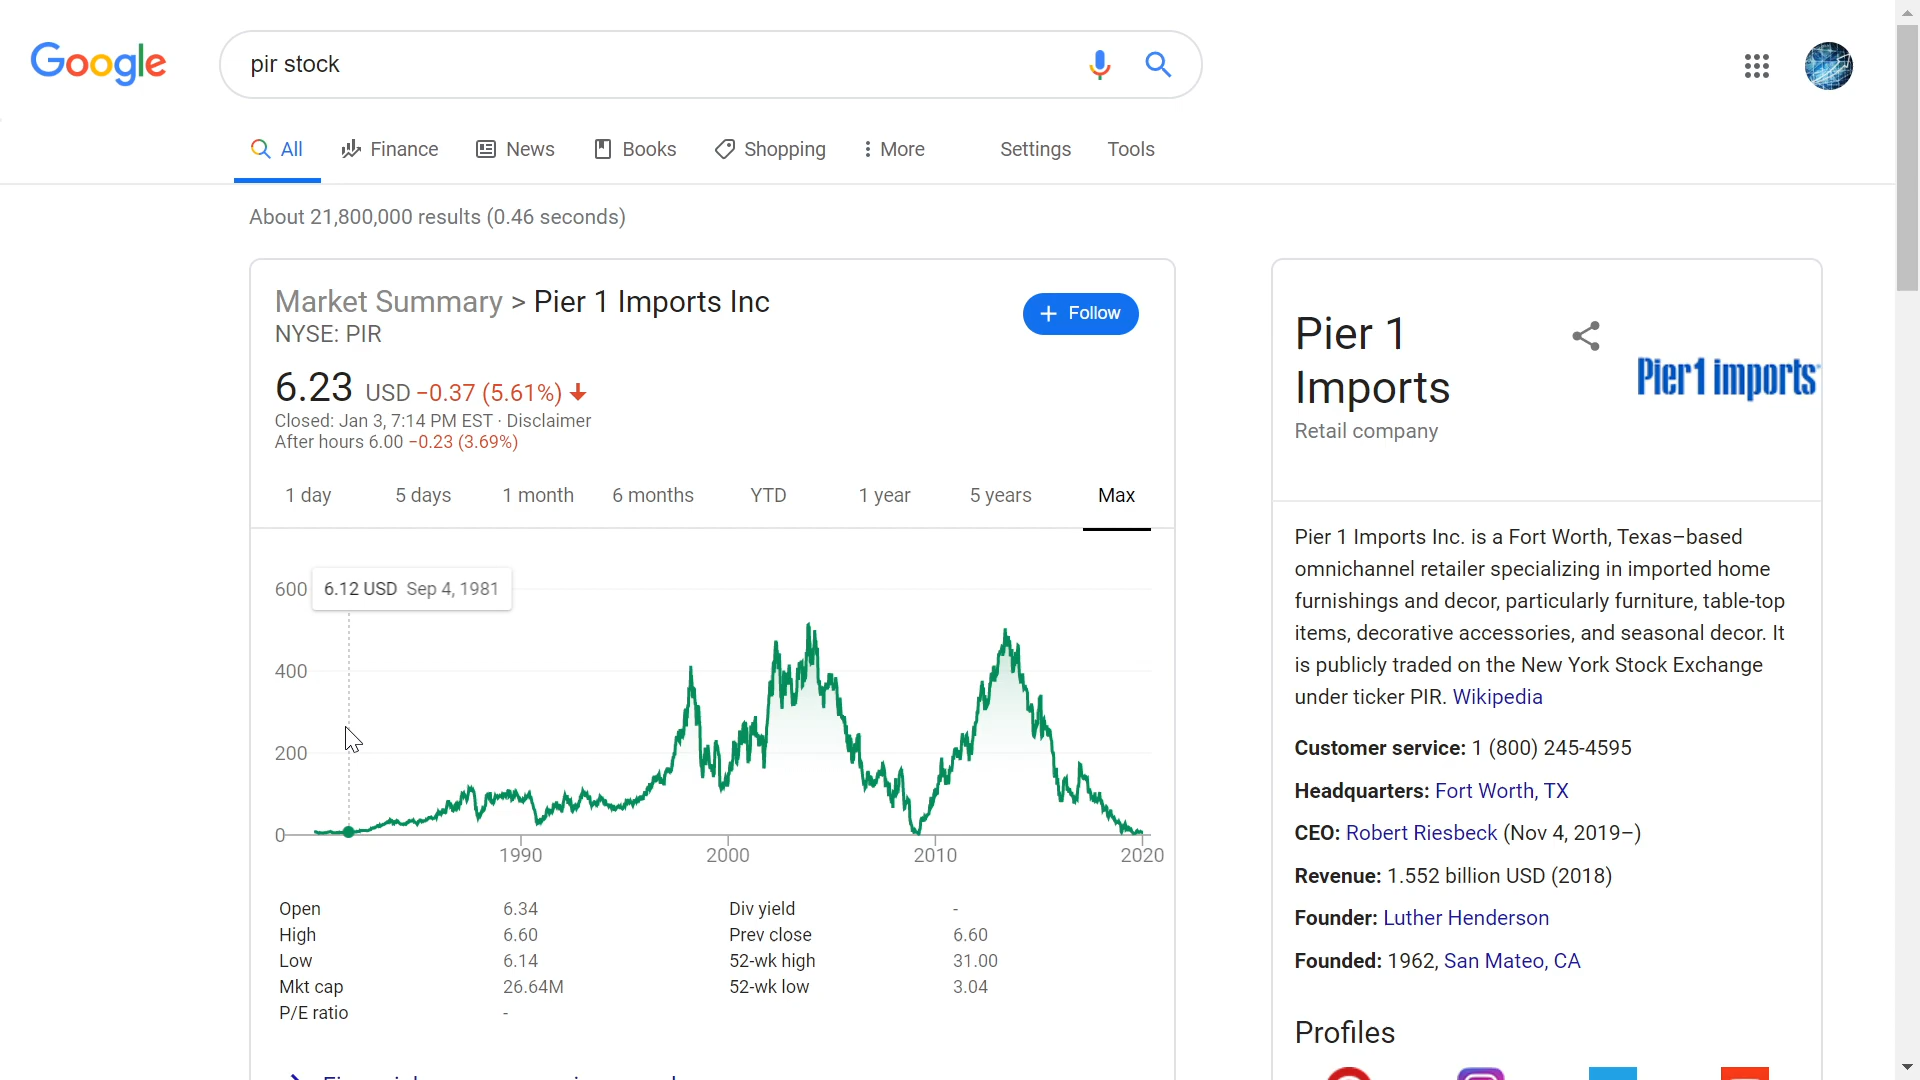 Google
pir stock
All Finance News Books Shopping More Settings Tools
About 21,800,000 results (0.46 seconds)
Market Summary > Pier 1 Imports Inc
NYSE: PIR
+ Follow
6.23 USD −0.37 (5.61%)
Closed: Jan 3, 7:14 PM EST · Disclaimer
After hours 6.00 −0.23 (3.69%)
1 day 5 days 1 month 6 months YTD 1 year 5 years Max
6.12 USD Sep 4, 1981
600
400
200
0
1990 2000 2010 2020
Open 6.34 Div yield -
High 6.60 Prev close 6.60
Low 6.14 52-wk high 31.00
Mkt cap 26.64M 52-wk low 3.04
P/E ratio -
Pier 1
Imports
Retail company
Pier1 imports
Pier 1 Imports Inc. is a Fort Worth, Texas–based
omnichannel retailer specializing in imported home
furnishings and decor, particularly furniture, table-top
items, decorative accessories, and seasonal decor. It
is publicly traded on the New York Stock Exchange
under ticker PIR. Wikipedia
Customer service: 1 (800) 245-4595
Headquarters: Fort Worth, TX
CEO: Robert Riesbeck (Nov 4, 2019–)
Revenue: 1.552 billion USD (2018)
Founder: Luther Henderson
Founded: 1962, San Mateo, CA
Profiles